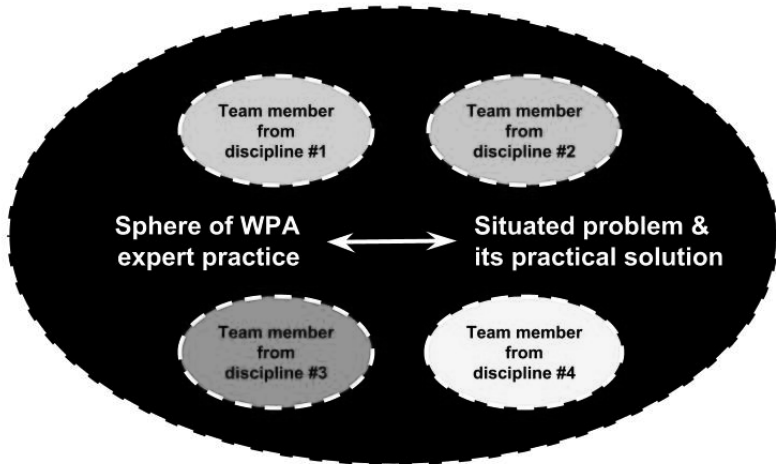 Team member
from
discipline #1
Team member
from
discipline #2
Sphere of WPA
expert practice
Situated problem &
its practical solution
Team member
from
discipline #3
Team member
from
discipline #4